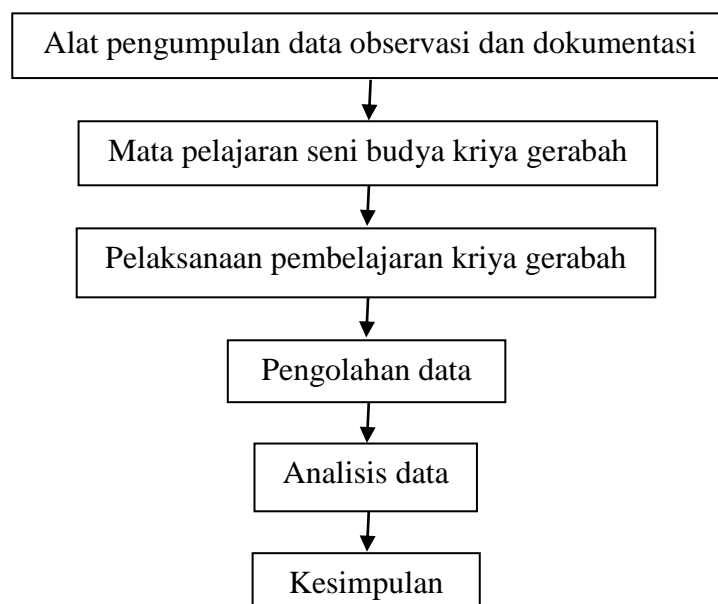 Alat pengumpulan data observasi dan dokumentasi
Mata pelajaran seni budya kriya gerabah
Pelaksanaan pembelajaran kriya gerabah
Pengolahan data
Analisis data
Kesimpulan